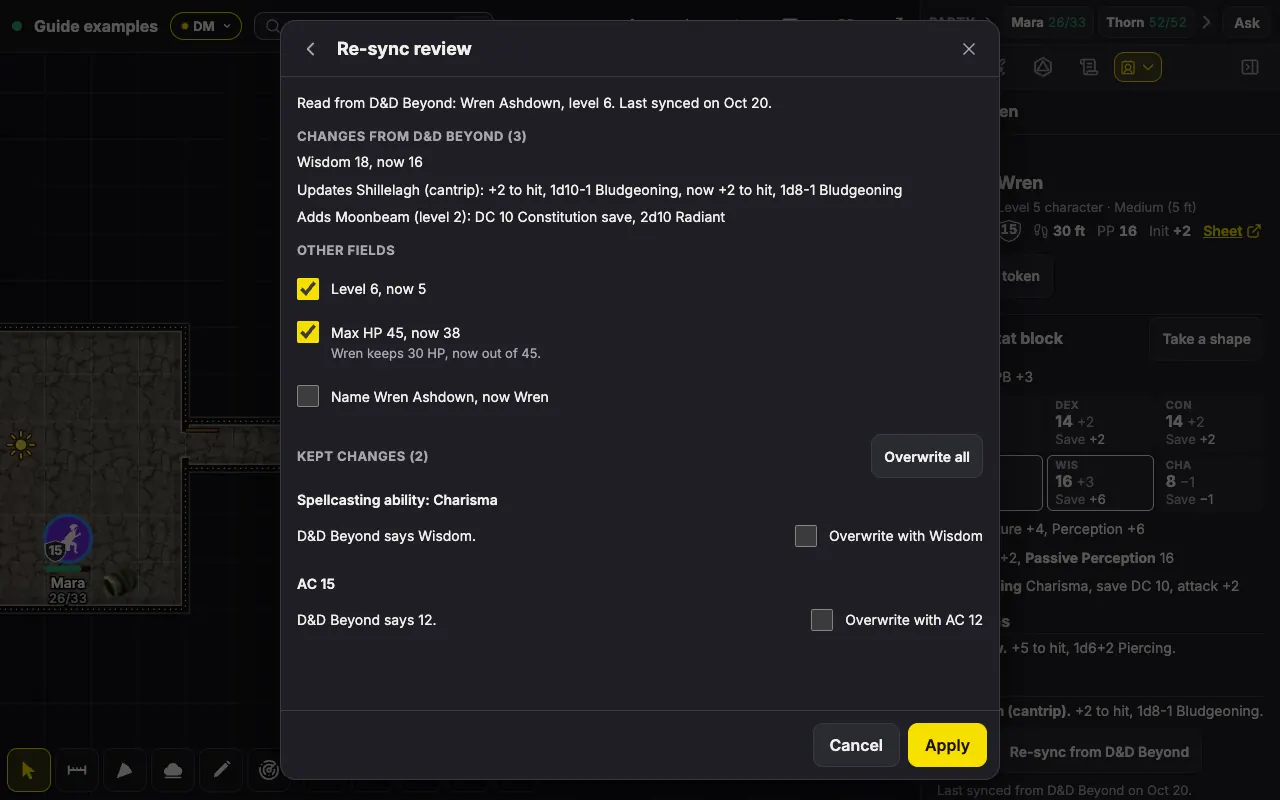 Guide examples
DM
PARTY
Mara 26/33
Thorn 52/52
Ask
Re-sync review
Read from D&D Beyond: Wren Ashdown, level 6. Last synced on Oct 20.
CHANGES FROM D&D BEYOND (3)
Wisdom 18, now 16
Updates Shillelagh (cantrip): +2 to hit, 1d10-1 Bludgeoning, now +2 to hit, 1d8-1 Bludgeoning
Adds Moonbeam (level 2): DC 10 Constitution save, 2d10 Radiant
OTHER FIELDS
Level 6, now 5
Max HP 45, now 38
Wren keeps 30 HP, now out of 45.
Name Wren Ashdown, now Wren
KEPT CHANGES (2)
Overwrite all
Spellcasting ability: Charisma
D&D Beyond says Wisdom.
Overwrite with Wisdom
AC 15
D&D Beyond says 12.
Overwrite with AC 12
Cancel
Apply
15
Mara
26/33
Wren
Level 5 character · Medium (5 ft)
15 30 ft PP 16 Init +2 Sheet
token
stat block
Take a shape
PB +3
DEX
14 +2
Save +2
CON
14 +2
Save +2
WIS
16 +3
Save +6
CHA
8 −1
Save −1
+4, Perception +6
+2, Passive Perception 16
Charisma, save DC 10, attack +2
+5 to hit, 1d6+2 Piercing.
(cantrip). +2 to hit, 1d8-1 Bludgeoning.
Re-sync from D&D Beyond
Last synced from D&D Beyond on Oct 20.